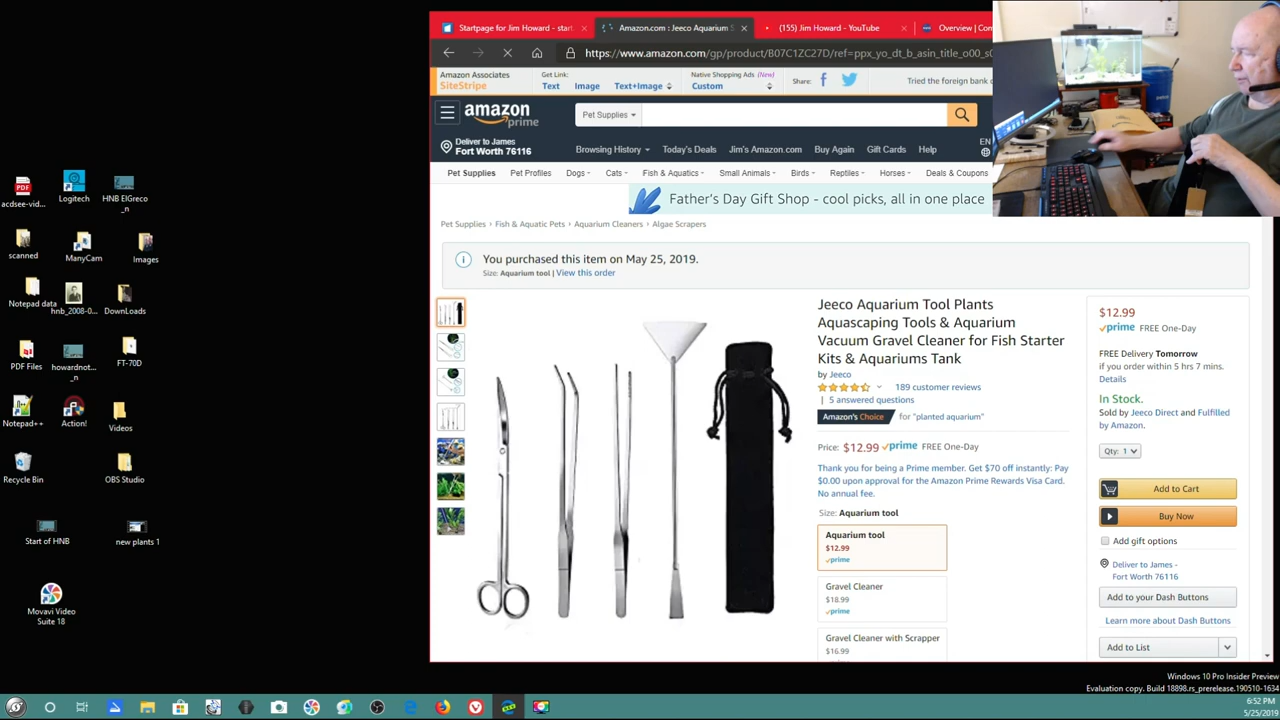 Startpage for Jim Howard - start
Amazon.com : Jeeco Aquarium S
(155) Jim Howard - YouTube
Overview | Con
https://www.amazon.com/gp/product/B07C1ZC27D/ref=ppx_yo_dt_b_asin_title_o00_s0
Amazon Associates
SiteStripe
Get Link:
Text Image Text+Image
Native Shopping Ads (New)
Custom
Share:
Tried the foreign bank
amazon
prime
Pet Supplies
Deliver to James
Fort Worth 76116
Browsing History Today's Deals Jim's Amazon.com Buy Again Gift Cards Help
EN
Pet Supplies Pet Profiles Dogs Cats Fish & Aquatics Small Animals Birds Reptiles Horses Deals & Coupons
Father's Day Gift Shop - cool picks, all in one place
Pet Supplies › Fish & Aquatic Pets › Aquarium Cleaners › Algae Scrapers
You purchased this item on May 25, 2019.
Size: Aquarium tool | View this order
Jeeco Aquarium Tool Plants
Aquascaping Tools & Aquarium
Vacuum Gravel Cleaner for Fish Starter
Kits & Aquariums Tank
by Jeeco
189 customer reviews
| 5 answered questions
Amazon's Choice for "planted aquarium"
Price: $12.99 prime FREE One-Day
Thank you for being a Prime member. Get $70 off instantly: Pay
$0.00 upon approval for the Amazon Prime Rewards Visa Card.
No annual fee.
Size: Aquarium tool
Aquarium tool
$12.99
prime
Gravel Cleaner
$18.99
prime
Gravel Cleaner with Scrapper
$16.99
$12.99
prime FREE One-Day
FREE Delivery Tomorrow
if you order within 5 hrs 7 mins.
Details
In Stock.
Sold by Jeeco Direct and Fulfilled
by Amazon.
Qty: 1
Add to Cart
Buy Now
Add gift options
Deliver to James -
Fort Worth 76116
Add to your Dash Buttons
Learn more about Dash Buttons
Add to List
PDF
acdsee-vid...
Logitech
HNB ElGreco
_n
scanned
ManyCam
Images
Notepad data
hnb_2008-0...
DownLoads
PDF Files
howardnot...
_n
FT-70D
Notepad++
Action!
Videos
Recycle Bin
OBS Studio
Start of HNB
new plants 1
Movavi Video
Suite 18
Windows 10 Pro Insider Preview
Evaluation copy. Build 18898.rs_prerelease.190510-1634
6:52 PM
5/25/2019